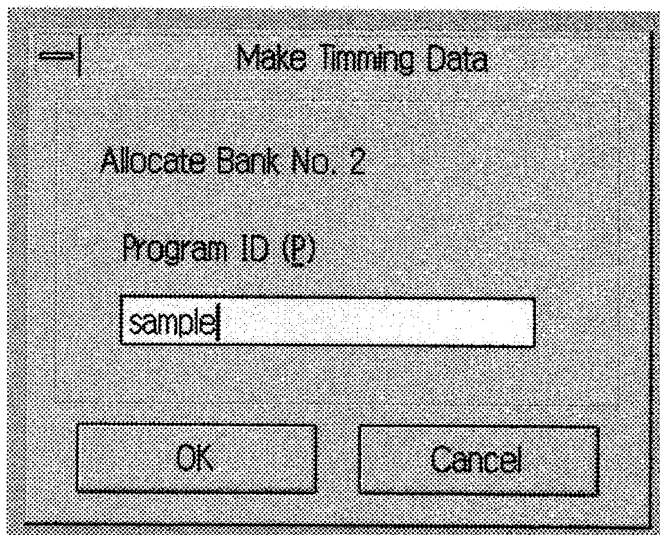 Make Timming Data
Allocate Bank No. 2
Program ID (P)
sample
OK Cancel